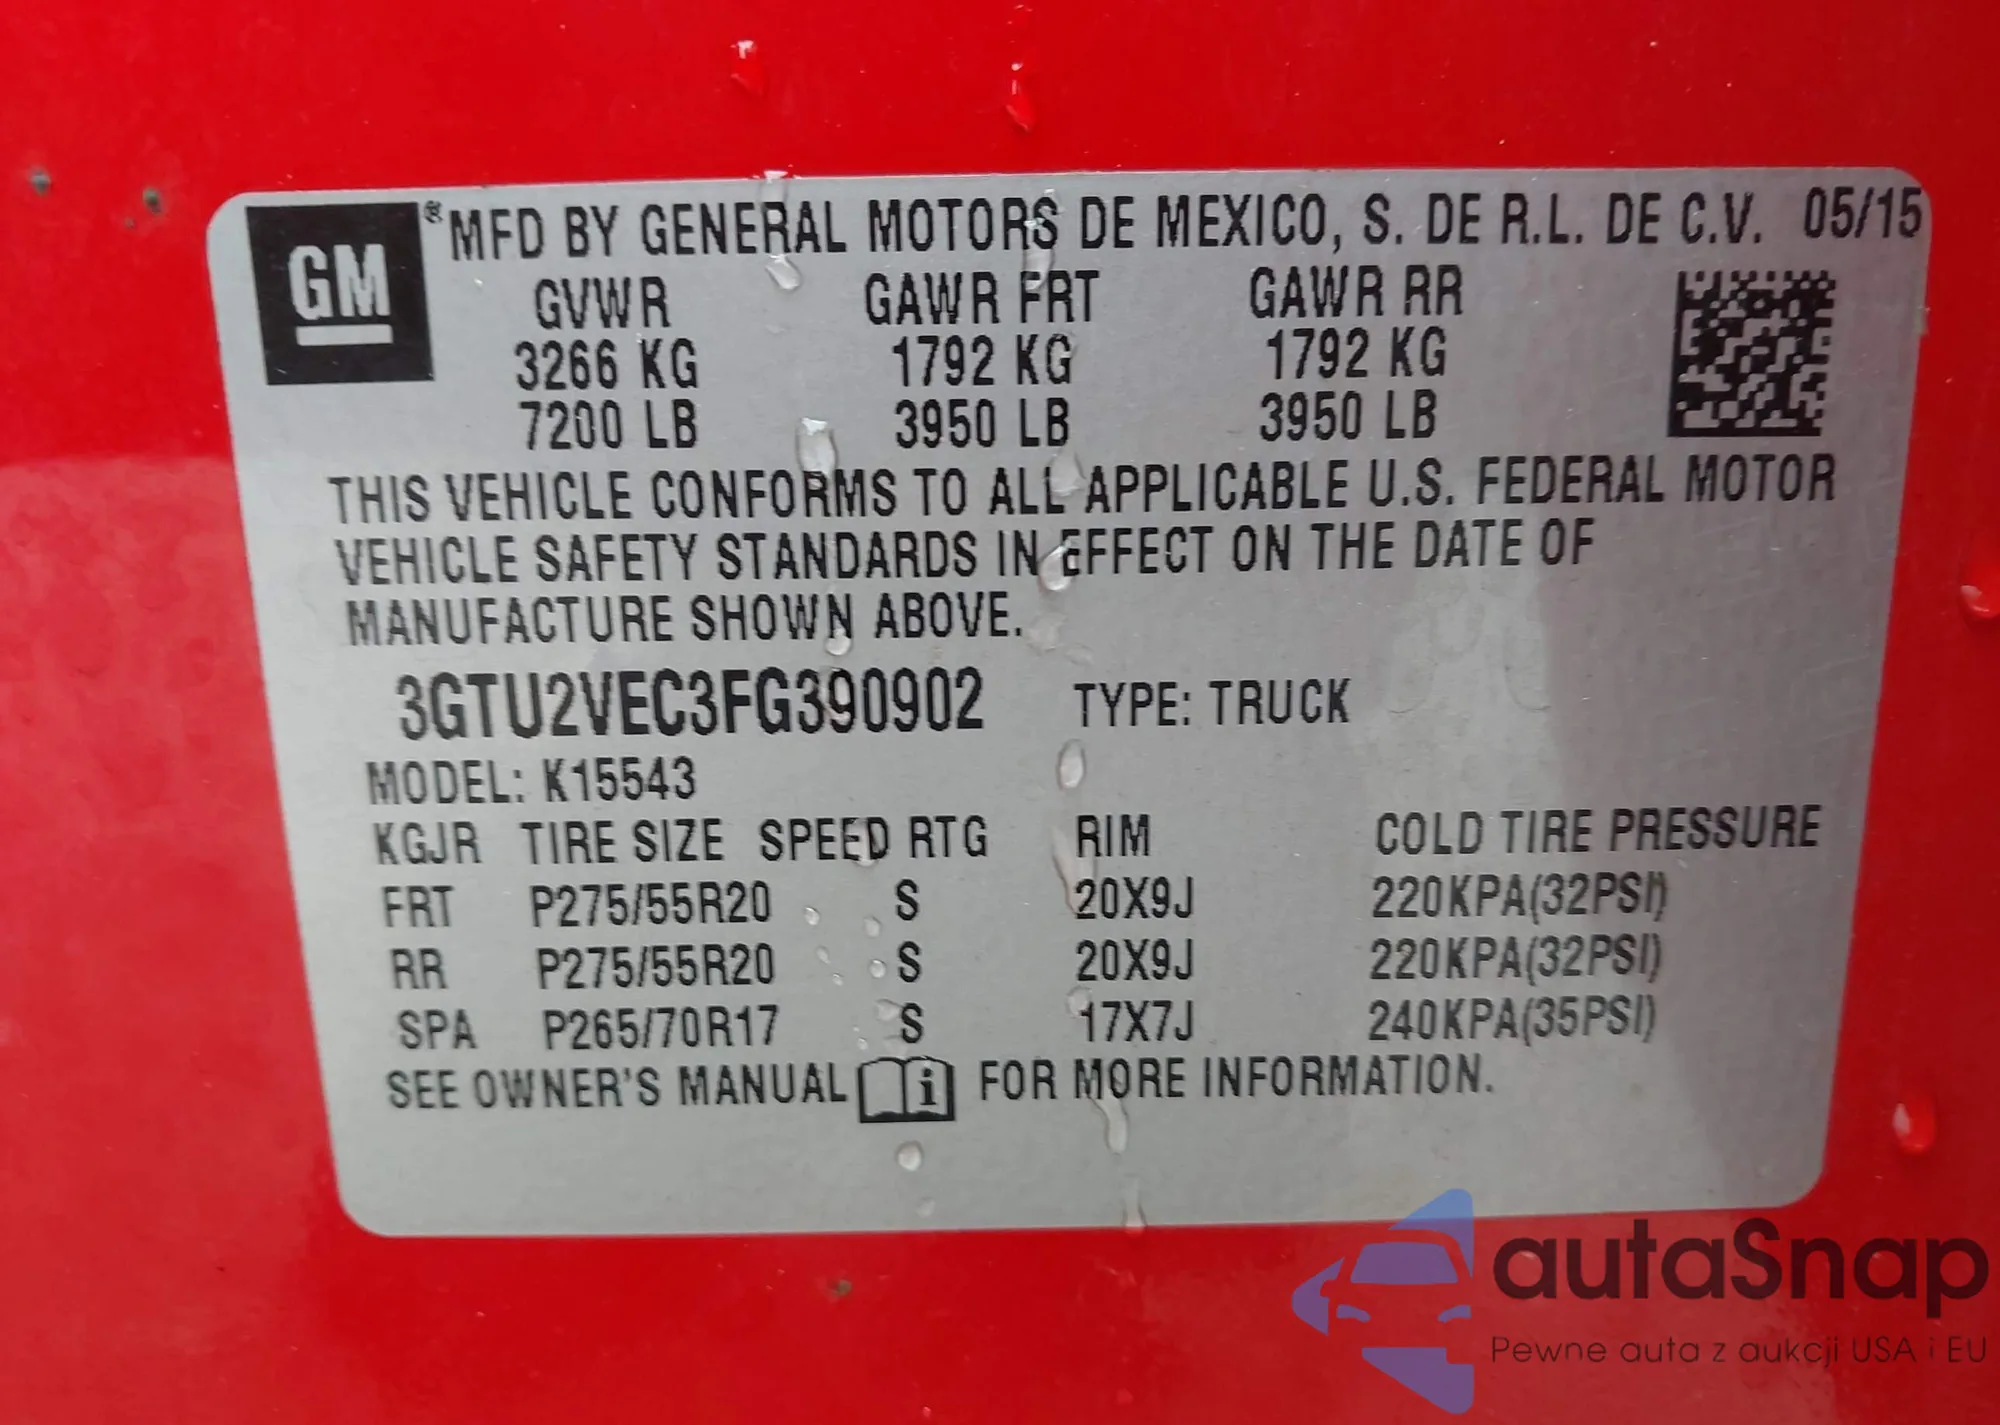 GM ® MFD BY GENERAL MOTORS DE MEXICO, S. DE R.L. DE C.V. 05/15
GVWR GAWR FRT GAWR RR
3266 KG 1792 KG 1792 KG
7200 LB 3950 LB 3950 LB
THIS VEHICLE CONFORMS TO ALL APPLICABLE U.S. FEDERAL MOTOR
VEHICLE SAFETY STANDARDS IN EFFECT ON THE DATE OF
MANUFACTURE SHOWN ABOVE.
3GTU2VEC3FG390902 TYPE: TRUCK
MODEL: K15543
KGJR TIRE SIZE SPEED RTG RIM COLD TIRE PRESSURE
FRT P275/55R20 S 20X9J 220KPA(32PSI)
RR P275/55R20 S 20X9J 220KPA(32PSI)
SPA P265/70R17 S 17X7J 240KPA(35PSI)
SEE OWNER'S MANUAL i FOR MORE INFORMATION.
autaSnap
Pewne auta z aukcji USA i EU